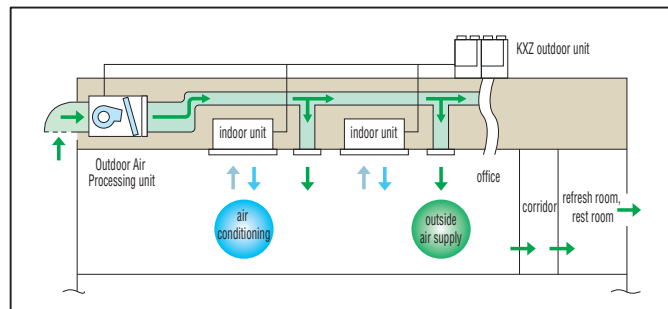 KXZ outdoor unit
indoor unit
indoor unit
Outdoor Air
Processing unit
office
corridor
refresh room,
rest room
air
conditioning
outside
air supply